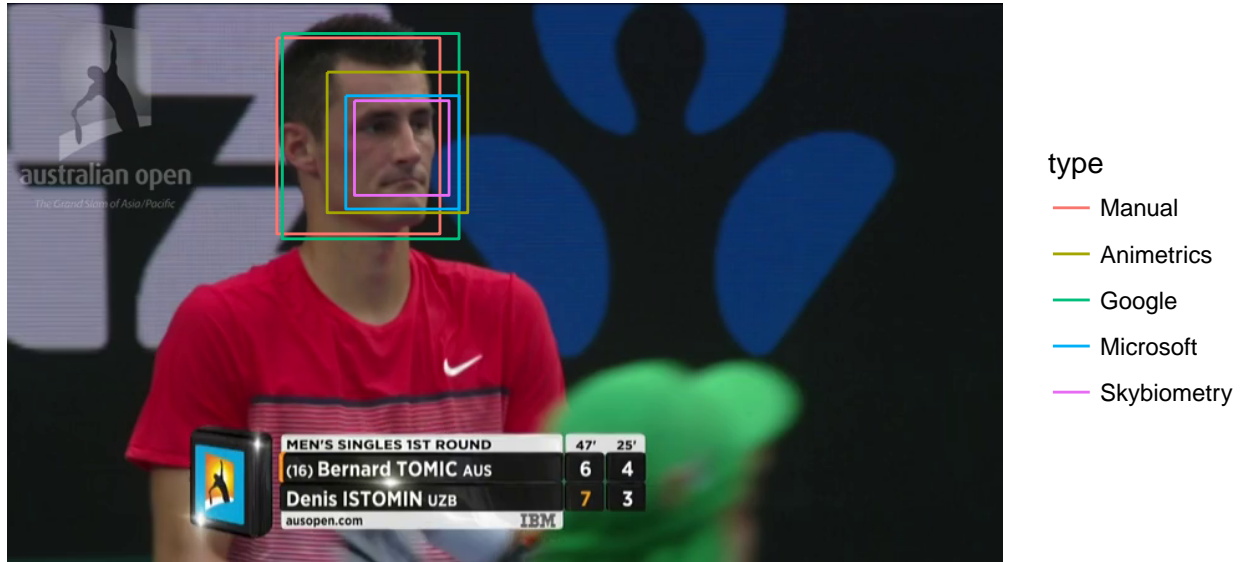 australian open
The Grand Slam of Asia/Pacific
MEN'S SINGLES 1ST ROUND 47' 25'
(16) Bernard TOMIC AUS 6 4
Denis ISTOMIN UZB 7 3
ausopen.com IBM
type
Manual
Animetrics
Google
Microsoft
Skybiometry